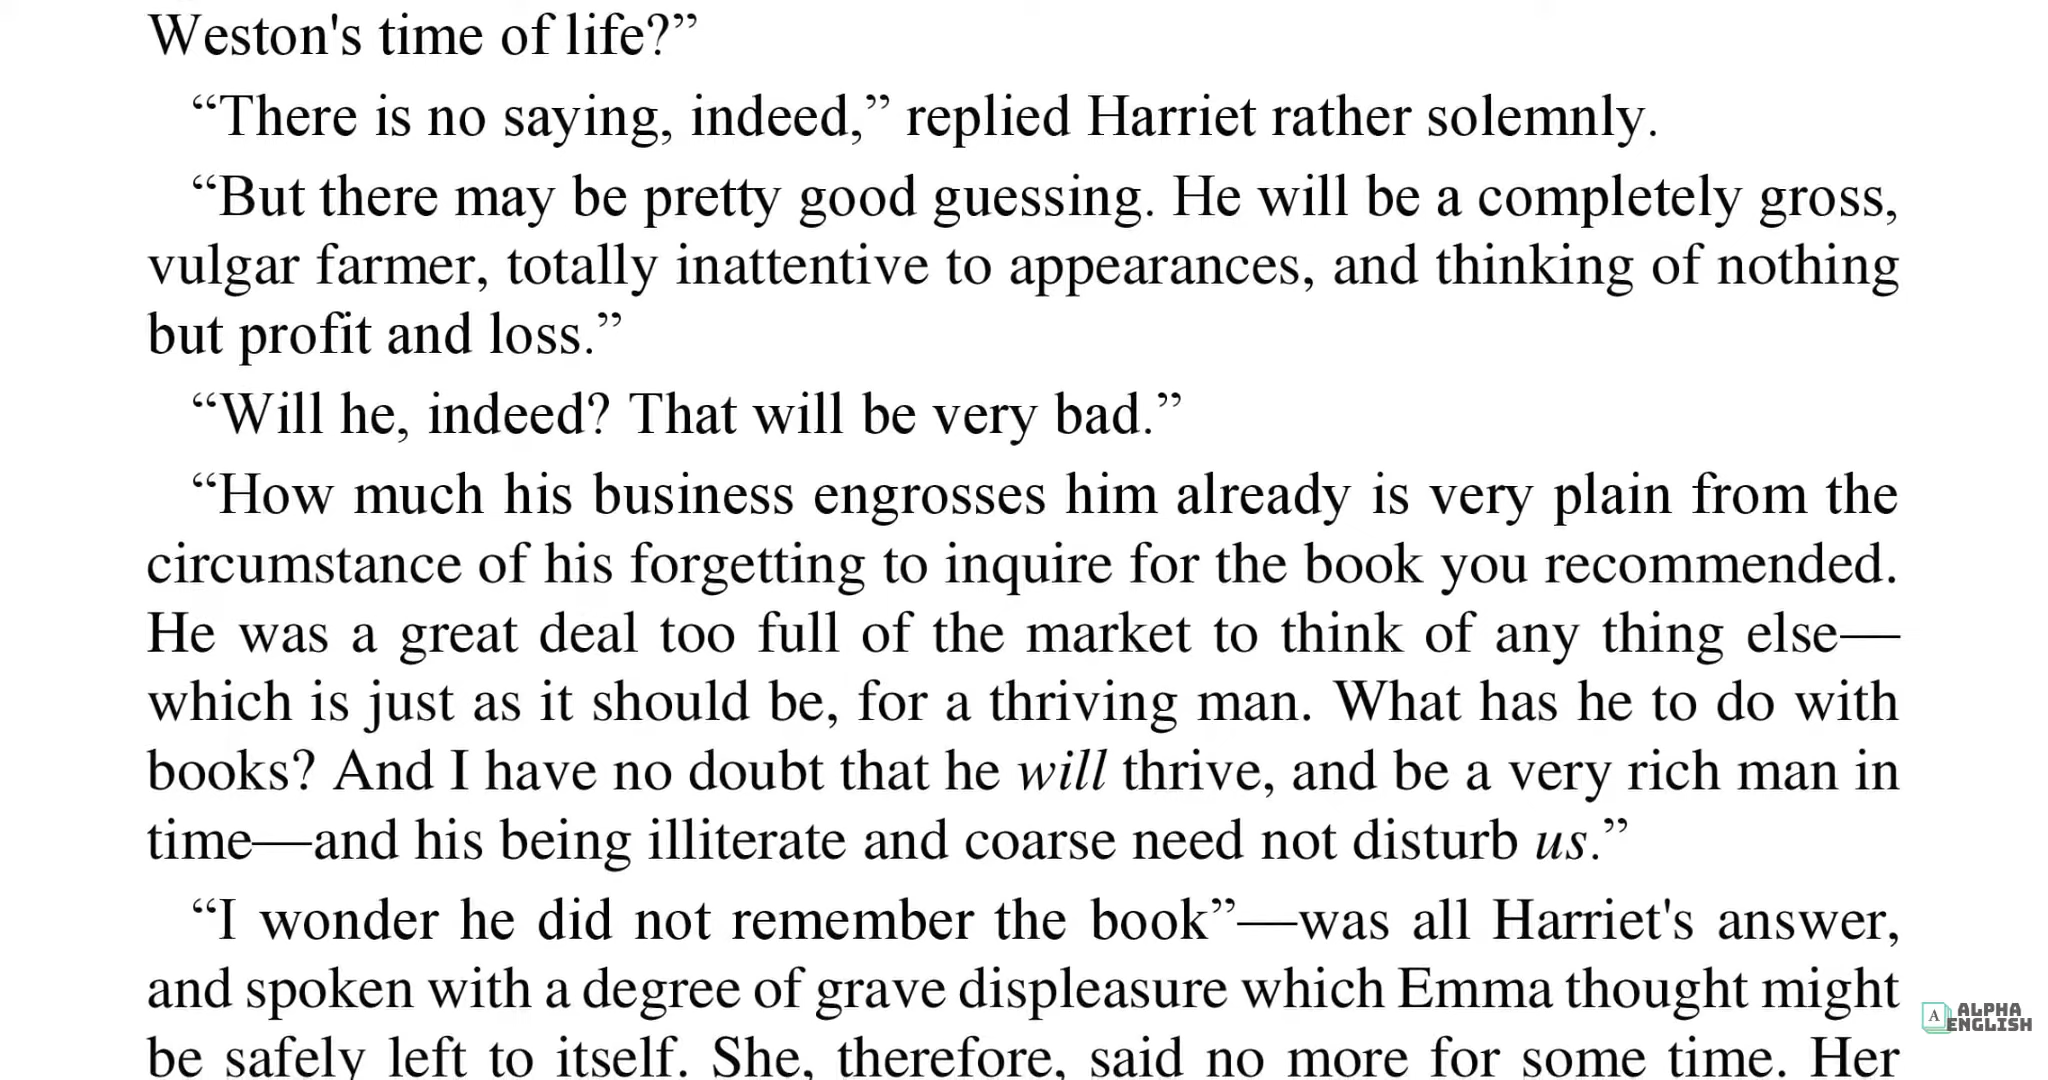 Weston's time of life?”
“There is no saying, indeed,” replied Harriet rather solemnly.
“But there may be pretty good guessing. He will be a completely gross,
vulgar farmer, totally inattentive to appearances, and thinking of nothing
but profit and loss.”
“Will he, indeed? That will be very bad.”
“How much his business engrosses him already is very plain from the
circumstance of his forgetting to inquire for the book you recommended.
He was a great deal too full of the market to think of any thing else—
which is just as it should be, for a thriving man. What has he to do with
books? And I have no doubt that he will thrive, and be a very rich man in
time—and his being illiterate and coarse need not disturb us.”
“I wonder he did not remember the book”—was all Harriet's answer,
and spoken with a degree of grave displeasure which Emma thought might
be safely left to itself. She, therefore, said no more for some time. Her
A ALPHA
ENGLISH